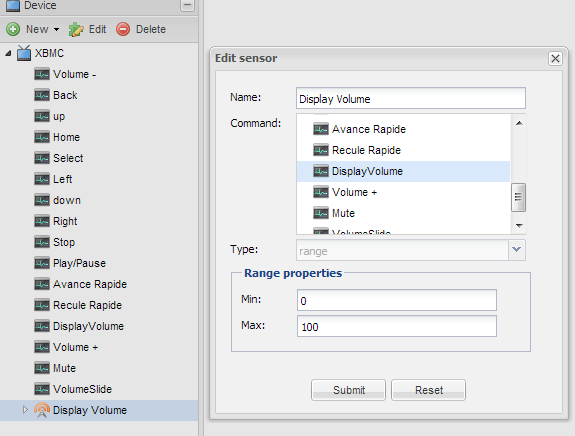 Device
New Edit Delete
XBMC
Volume -
Back
up
Home
Select
Left
down
Right
Stop
Play/Pause
Avance Rapide
Recule Rapide
DisplayVolume
Volume +
Mute
VolumeSlide
Display Volume
Edit sensor
Name: Display Volume
Command:
Avance Rapide
Recule Rapide
DisplayVolume
Volume +
Mute
VolumeSlide
Type: range
Range properties
Min: 0
Max: 100
Submit Reset